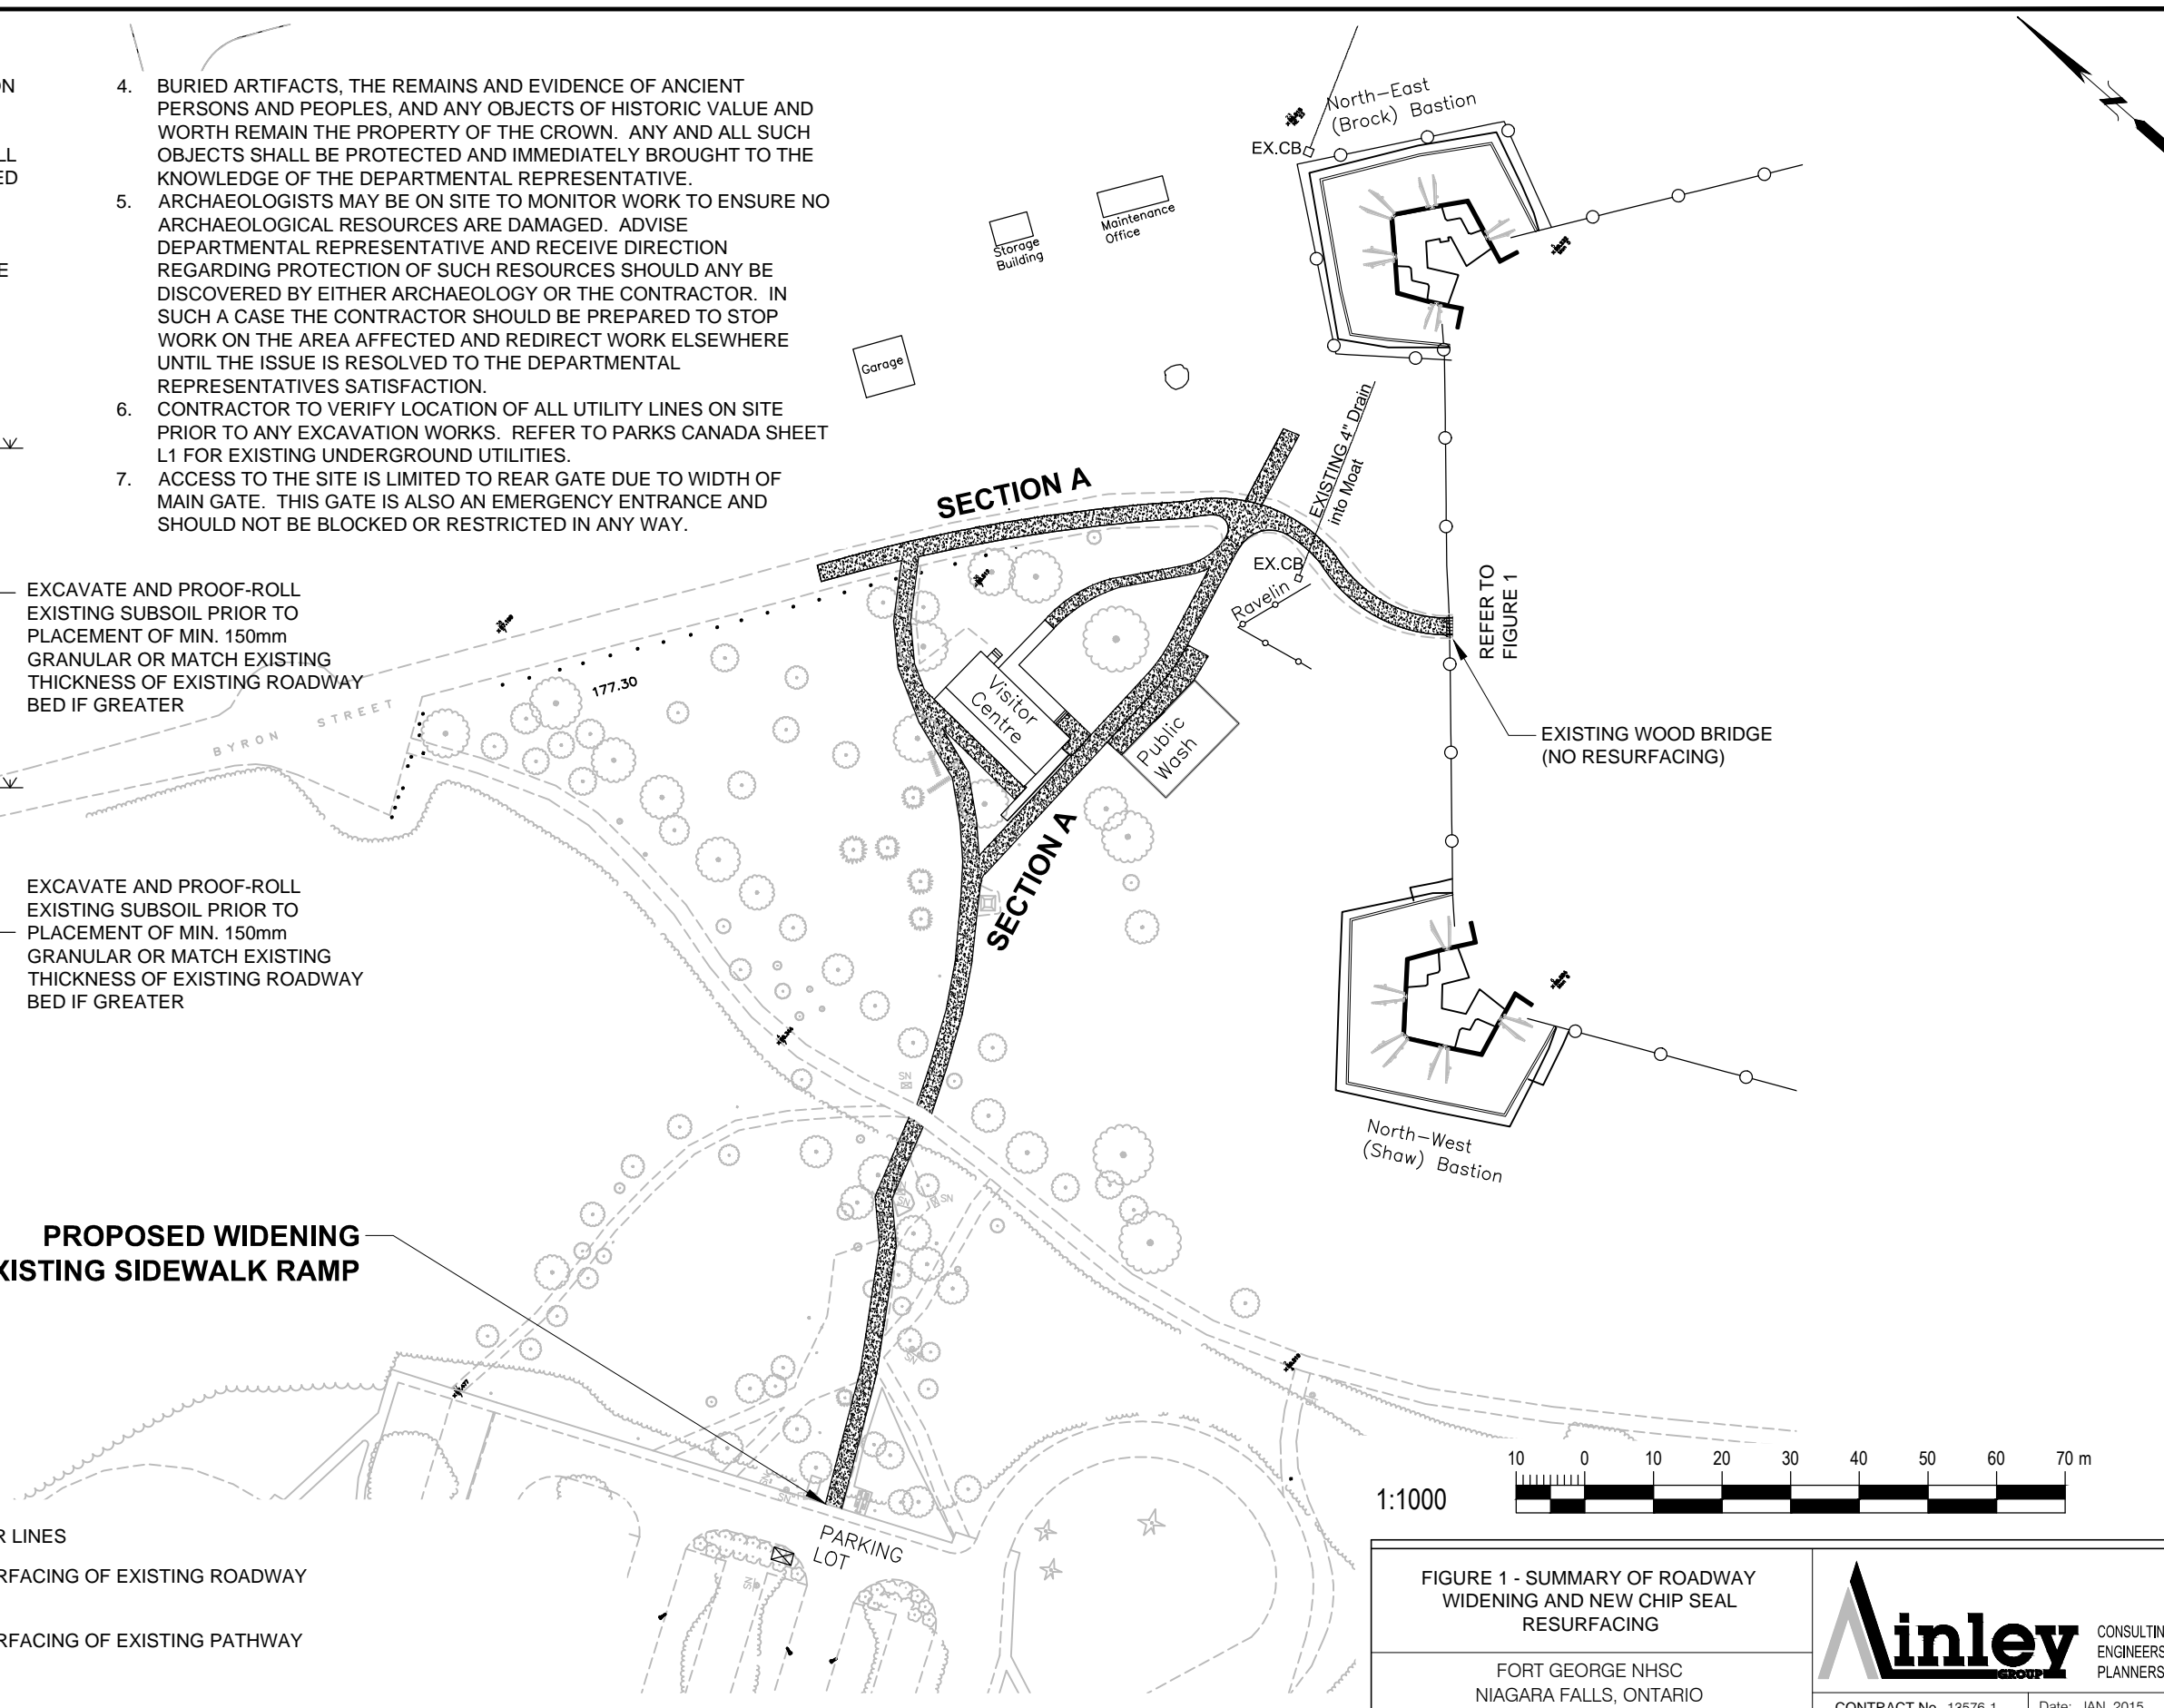 4. BURIED ARTIFACTS, THE REMAINS AND EVIDENCE OF ANCIENT
PERSONS AND PEOPLES, AND ANY OBJECTS OF HISTORIC VALUE AND
WORTH REMAIN THE PROPERTY OF THE CROWN. ANY AND ALL SUCH
OBJECTS SHALL BE PROTECTED AND IMMEDIATELY BROUGHT TO THE
KNOWLEDGE OF THE DEPARTMENTAL REPRESENTATIVE.
5. ARCHAEOLOGISTS MAY BE ON SITE TO MONITOR WORK TO ENSURE NO
ARCHAEOLOGICAL RESOURCES ARE DAMAGED. ADVISE
DEPARTMENTAL REPRESENTATIVE AND RECEIVE DIRECTION
REGARDING PROTECTION OF SUCH RESOURCES SHOULD ANY BE
DISCOVERED BY EITHER ARCHAEOLOGY OR THE CONTRACTOR. IN
SUCH A CASE THE CONTRACTOR SHOULD BE PREPARED TO STOP
WORK ON THE AREA AFFECTED AND REDIRECT WORK ELSEWHERE
UNTIL THE ISSUE IS RESOLVED TO THE DEPARTMENTAL
REPRESENTATIVES SATISFACTION.
6. CONTRACTOR TO VERIFY LOCATION OF ALL UTILITY LINES ON SITE
PRIOR TO ANY EXCAVATION WORKS. REFER TO PARKS CANADA SHEET
L1 FOR EXISTING UNDERGROUND UTILITIES.
7. ACCESS TO THE SITE IS LIMITED TO REAR GATE DUE TO WIDTH OF
MAIN GATE. THIS GATE IS ALSO AN EMERGENCY ENTRANCE AND
SHOULD NOT BE BLOCKED OR RESTRICTED IN ANY WAY.
ON
LL
ED
E
North-East
(Brock) Bastion
EX.CB
N
Storage
Building
Maintenance
Office
Garage
SECTION A
EXISTING 4" Drain
into Moat
EX.CB
Ravelin
REFER TO
FIGURE 1
EXCAVATE AND PROOF-ROLL
EXISTING SUBSOIL PRIOR TO
PLACEMENT OF MIN. 150mm
GRANULAR OR MATCH EXISTING
THICKNESS OF EXISTING ROADWAY
BED IF GREATER
177.30
BYRON STREET
Visitor
Centre
Public
Wash
EXISTING WOOD BRIDGE
(NO RESURFACING)
SECTION A
EXCAVATE AND PROOF-ROLL
EXISTING SUBSOIL PRIOR TO
PLACEMENT OF MIN. 150mm
GRANULAR OR MATCH EXISTING
THICKNESS OF EXISTING ROADWAY
BED IF GREATER
North-West
(Shaw) Bastion
SN
SN
SN
PROPOSED WIDENING
XISTING SIDEWALK RAMP
SN
SN
SN
SN
PARKING
LOT
R LINES
RFACING OF EXISTING ROADWAY
RFACING OF EXISTING PATHWAY
10 0 10 20 30 40 50 60 70 m
1:1000
FIGURE 1 - SUMMARY OF ROADWAY
WIDENING AND NEW CHIP SEAL
RESURFACING
FORT GEORGE NHSC
NIAGARA FALLS, ONTARIO
Ainley
GROUP
CONSULTIN
ENGINEERS
PLANNERS
CONTRACT No. 13576-1
Date: JAN. 2015